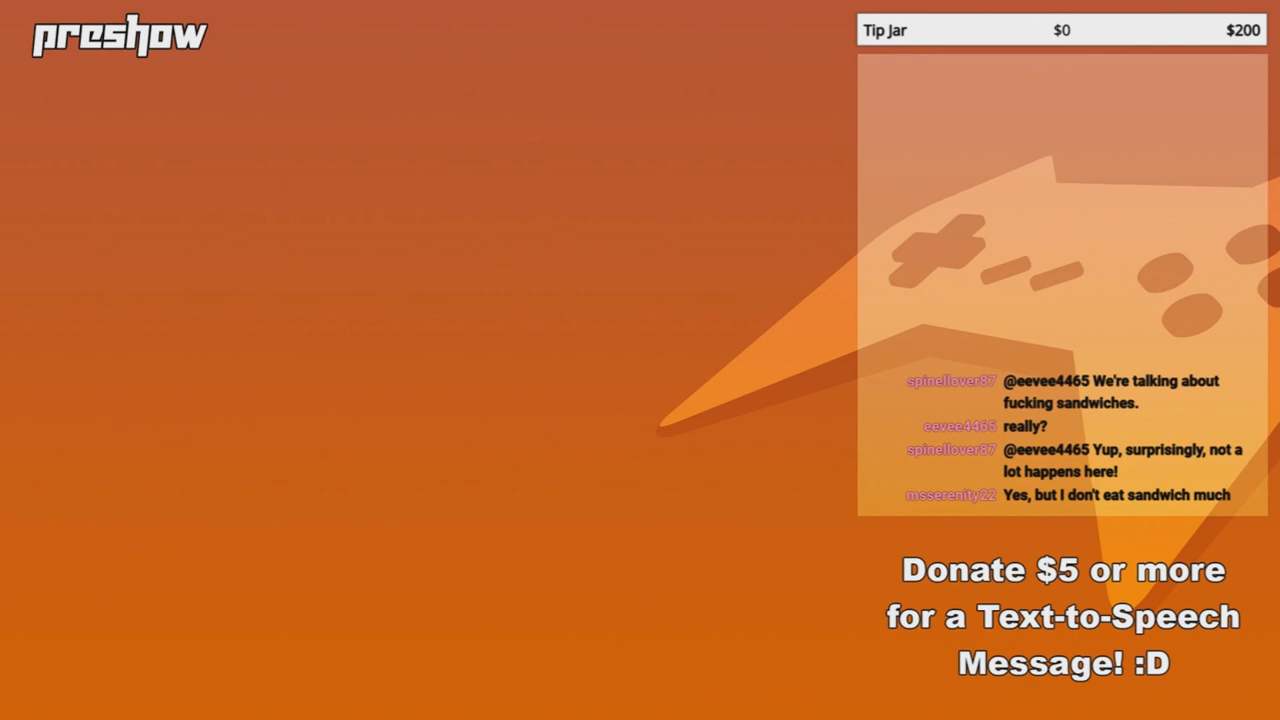 preshow
Tip Jar $0 $200
spinellover87 @eevee4465 We're talking about
fucking sandwiches.
eevee4465 really?
spinellover87 @eevee4465 Yup, surprisingly, not a
lot happens here!
msserenity22 Yes, but I don't eat sandwich much
Donate $5 or more
for a Text-to-Speech
Message! :D